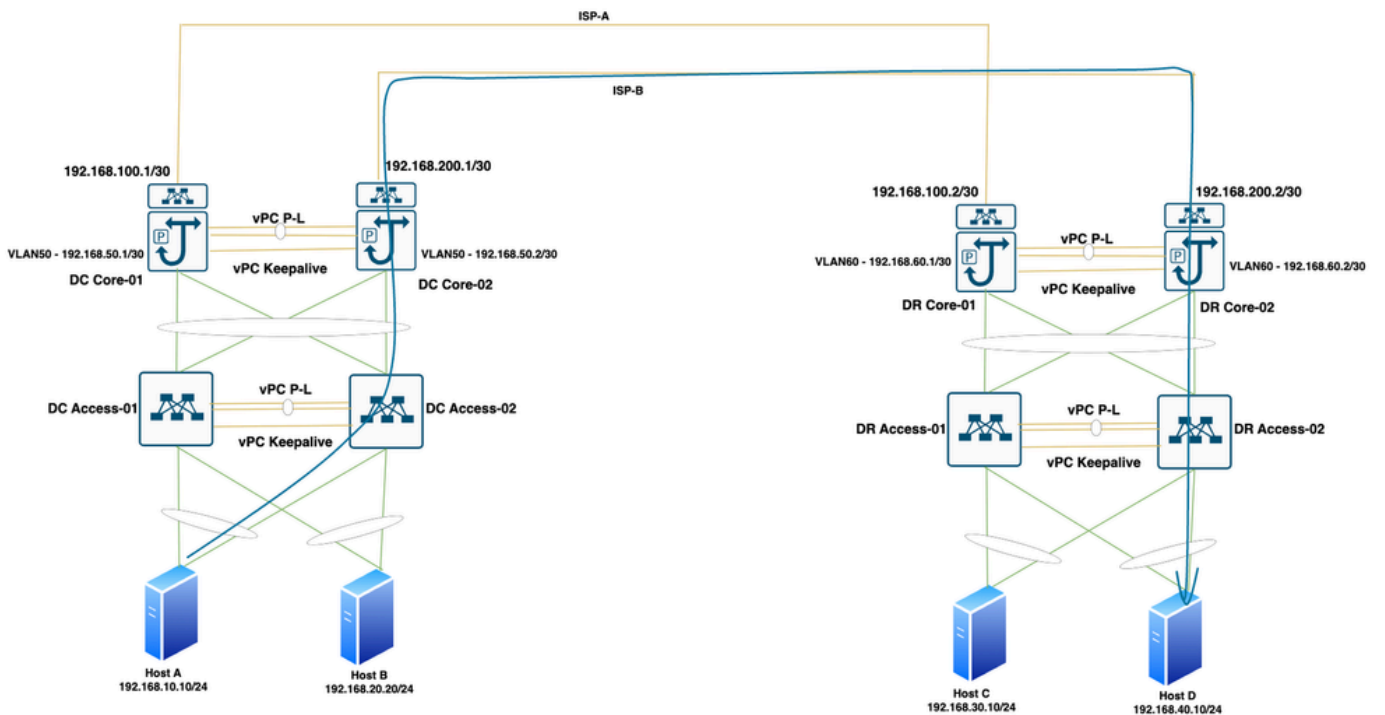 ISP-A
ISP-B
192.168.100.1/30
192.168.200.1/30
192.168.100.2/30
192.168.200.2/30
vPC P-L
P
P
VLAN50 - 192.168.50.1/30
VLAN50 - 192.168.50.2/30
vPC Keepalive
DC Core-01
DC Core-02
vPC P-L
P
P
VLAN60 - 192.168.60.1/30
VLAN60 - 192.168.60.2/30
vPC Keepalive
DR Core-01
DR Core-02
vPC P-L
DC Access-01
DC Access-02
vPC Keepalive
vPC P-L
DR Access-01
DR Access-02
vPC Keepalive
Host A
192.168.10.10/24
Host B
192.168.20.20/24
Host C
192.168.30.10/24
Host D
192.168.40.10/24